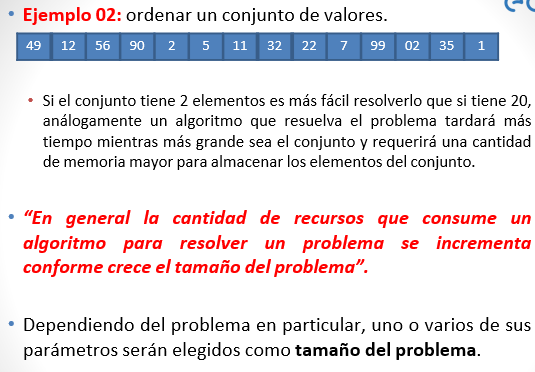 • Ejemplo 02: ordenar un conjunto de valores.
49 12 56 90 2 5 11 32 22 7 99 02 35 1
• Si el conjunto tiene 2 elementos es más fácil resolverlo que si tiene 20,
análogamente un algoritmo que resuelva el problema tardará más
tiempo mientras más grande sea el conjunto y requerirá una cantidad
de memoria mayor para almacenar los elementos del conjunto.
• “En general la cantidad de recursos que consume un
algoritmo para resolver un problema se incrementa
conforme crece el tamaño del problema”.
• Dependiendo del problema en particular, uno o varios de sus
parámetros serán elegidos como tamaño del problema.